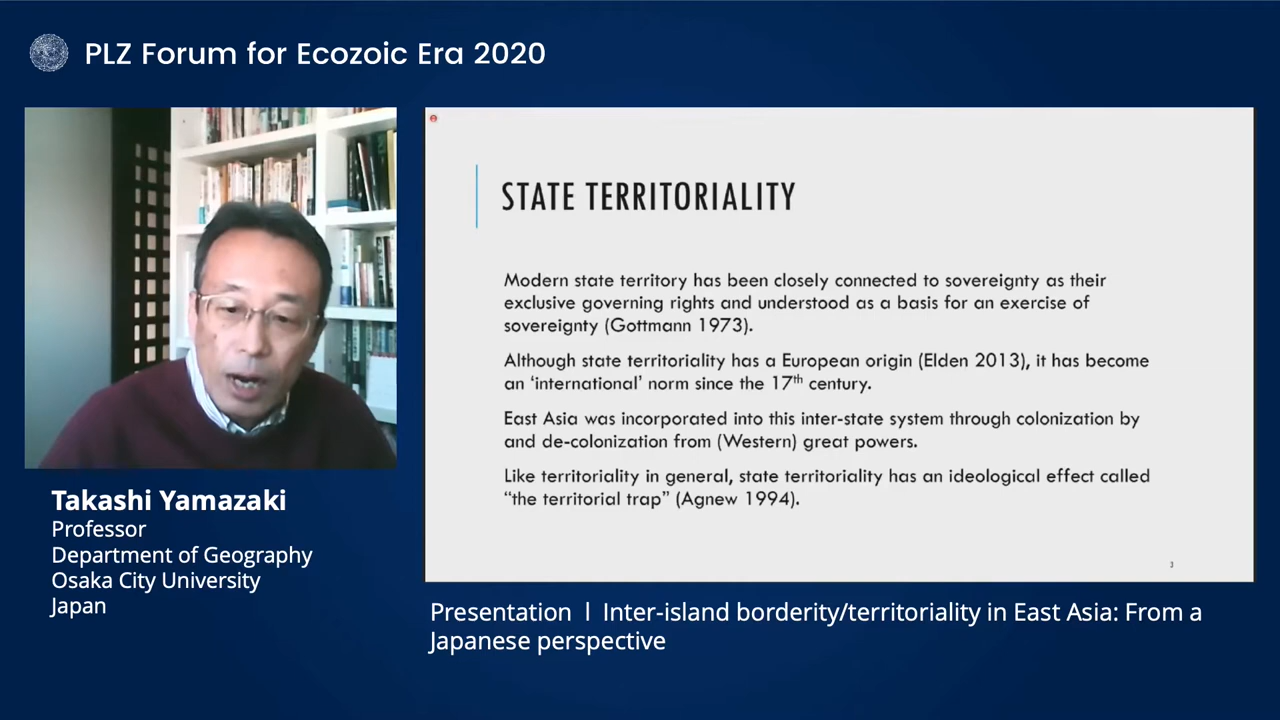 PLZ Forum for Ecozoic Era 2020
STATE TERRITORIALITY
Modern state territory has been closely connected to sovereignty as their
exclusive governing rights and understood as a basis for an exercise of
sovereignty (Gottmann 1973).
Although state territoriality has a European origin (Elden 2013), it has become
an ‘international’ norm since the 17th century.
East Asia was incorporated into this inter-state system through colonization by
and de-colonization from (Western) great powers.
Like territoriality in general, state territoriality has an ideological effect called
“the territorial trap” (Agnew 1994).
3
Takashi Yamazaki
Professor
Department of Geography
Osaka City University
Japan
Presentation l Inter-island borderity/territoriality in East Asia: From a
Japanese perspective